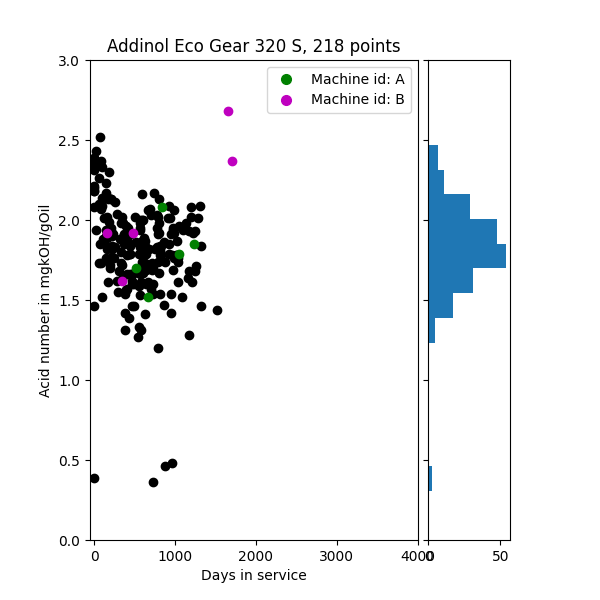 Addinol Eco Gear 320 S, 218 points
Machine id: A
Machine id: B
Acid number in mgkOH/gOil
3.0
2.5
2.0
1.5
1.0
0.5
0.0
0 1000 2000 3000 4000
0 50
Days in service